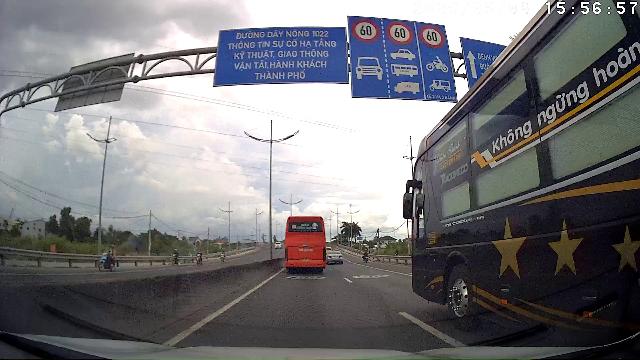 15:56:57
ĐƯỜNG DÂY NÓNG 1022
THÔNG TIN SỰ CỐ HẠ TẦNG
KỸ THUẬT, GIAO THÔNG
VẬN TẢI, HÀNH KHÁCH
THÀNH PHỐ
60 60 60
Không ngừng hoàn